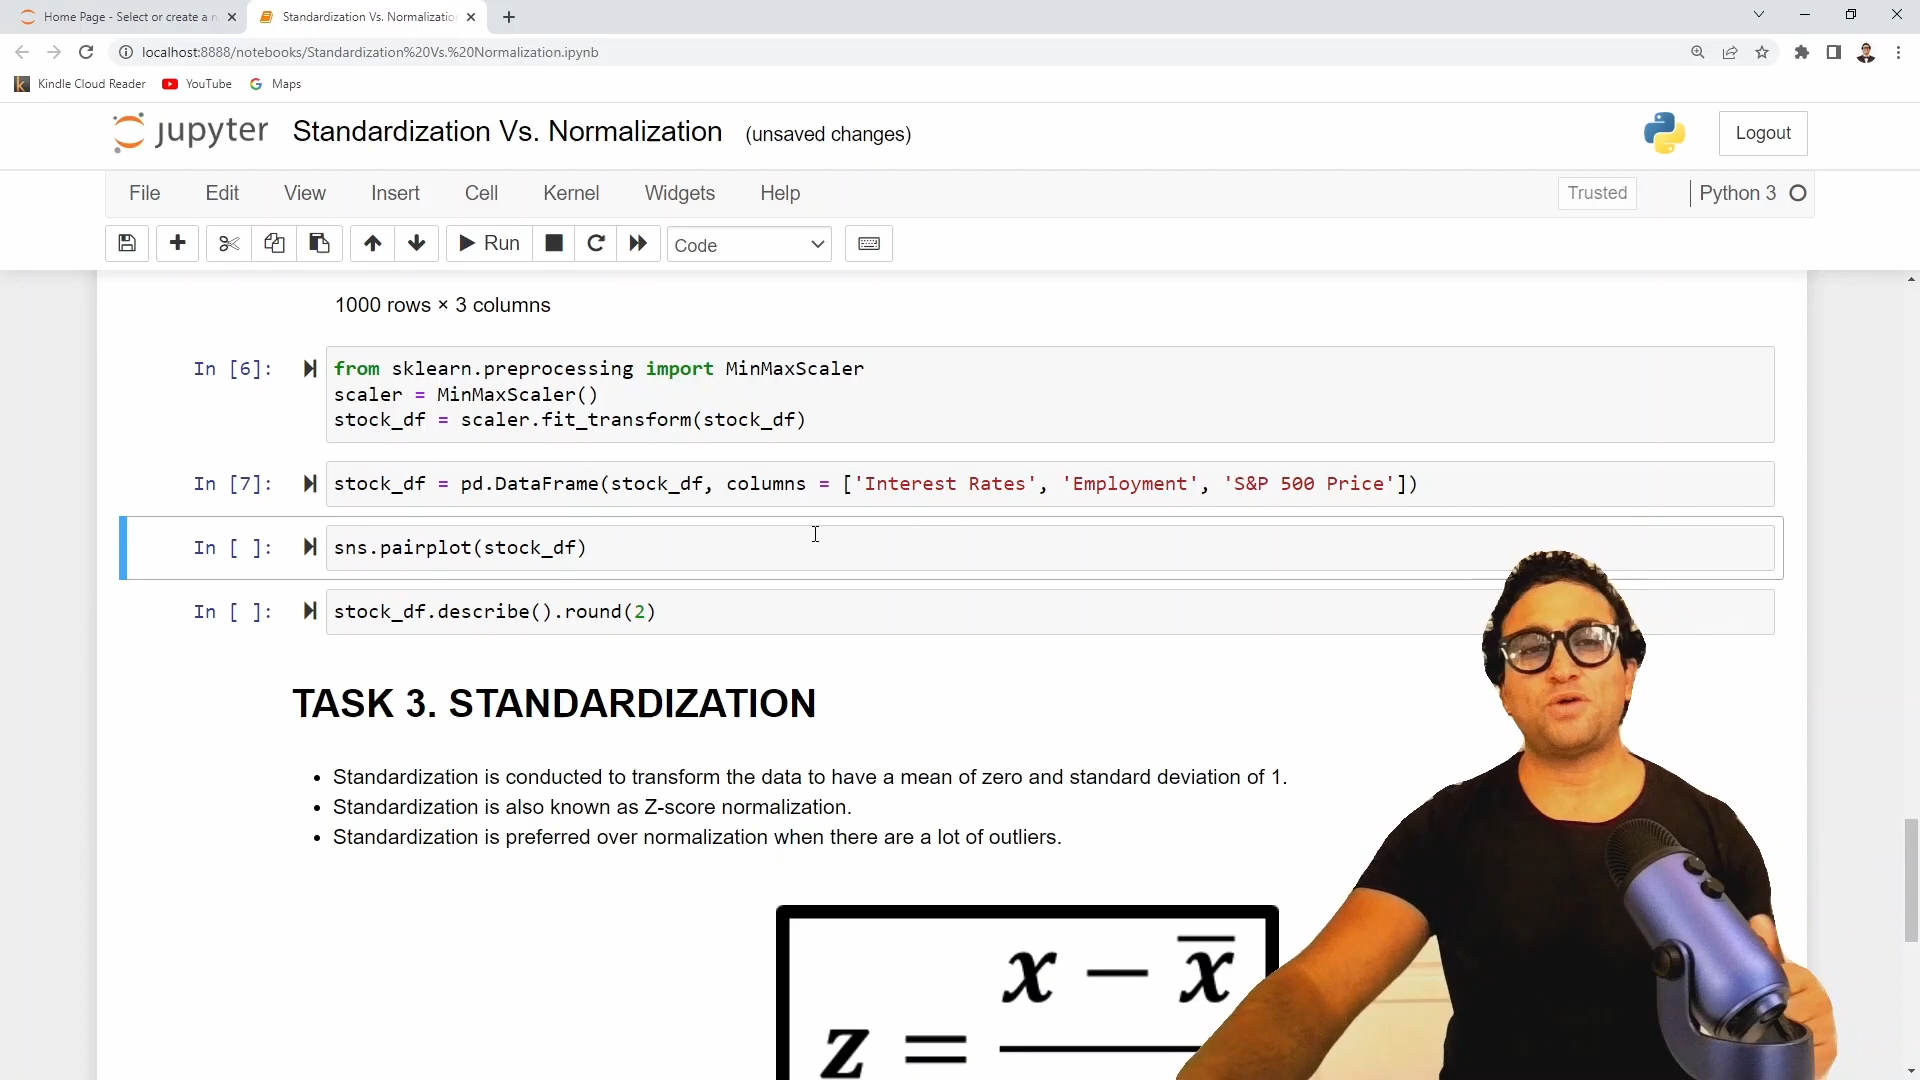 Home Page - Select or create a n
Standardization Vs. Normalizatio
localhost:8888/notebooks/Standardization%20Vs.%20Normalization.ipynb
Kindle Cloud Reader YouTube Maps
jupyter Standardization Vs. Normalization (unsaved changes)
Logout
File Edit View Insert Cell Kernel Widgets Help
Trusted Python 3
Run Code
1000 rows × 3 columns
In [6]: from sklearn.preprocessing import MinMaxScaler
scaler = MinMaxScaler()
stock_df = scaler.fit_transform(stock_df)
In [7]: stock_df = pd.DataFrame(stock_df, columns = ['Interest Rates', 'Employment', 'S&P 500 Price'])
In [ ]: sns.pairplot(stock_df)
In [ ]: stock_df.describe().round(2)
TASK 3. STANDARDIZATION
• Standardization is conducted to transform the data to have a mean of zero and standard deviation of 1.
• Standardization is also known as Z-score normalization.
• Standardization is preferred over normalization when there are a lot of outliers.
x − x̅
z =